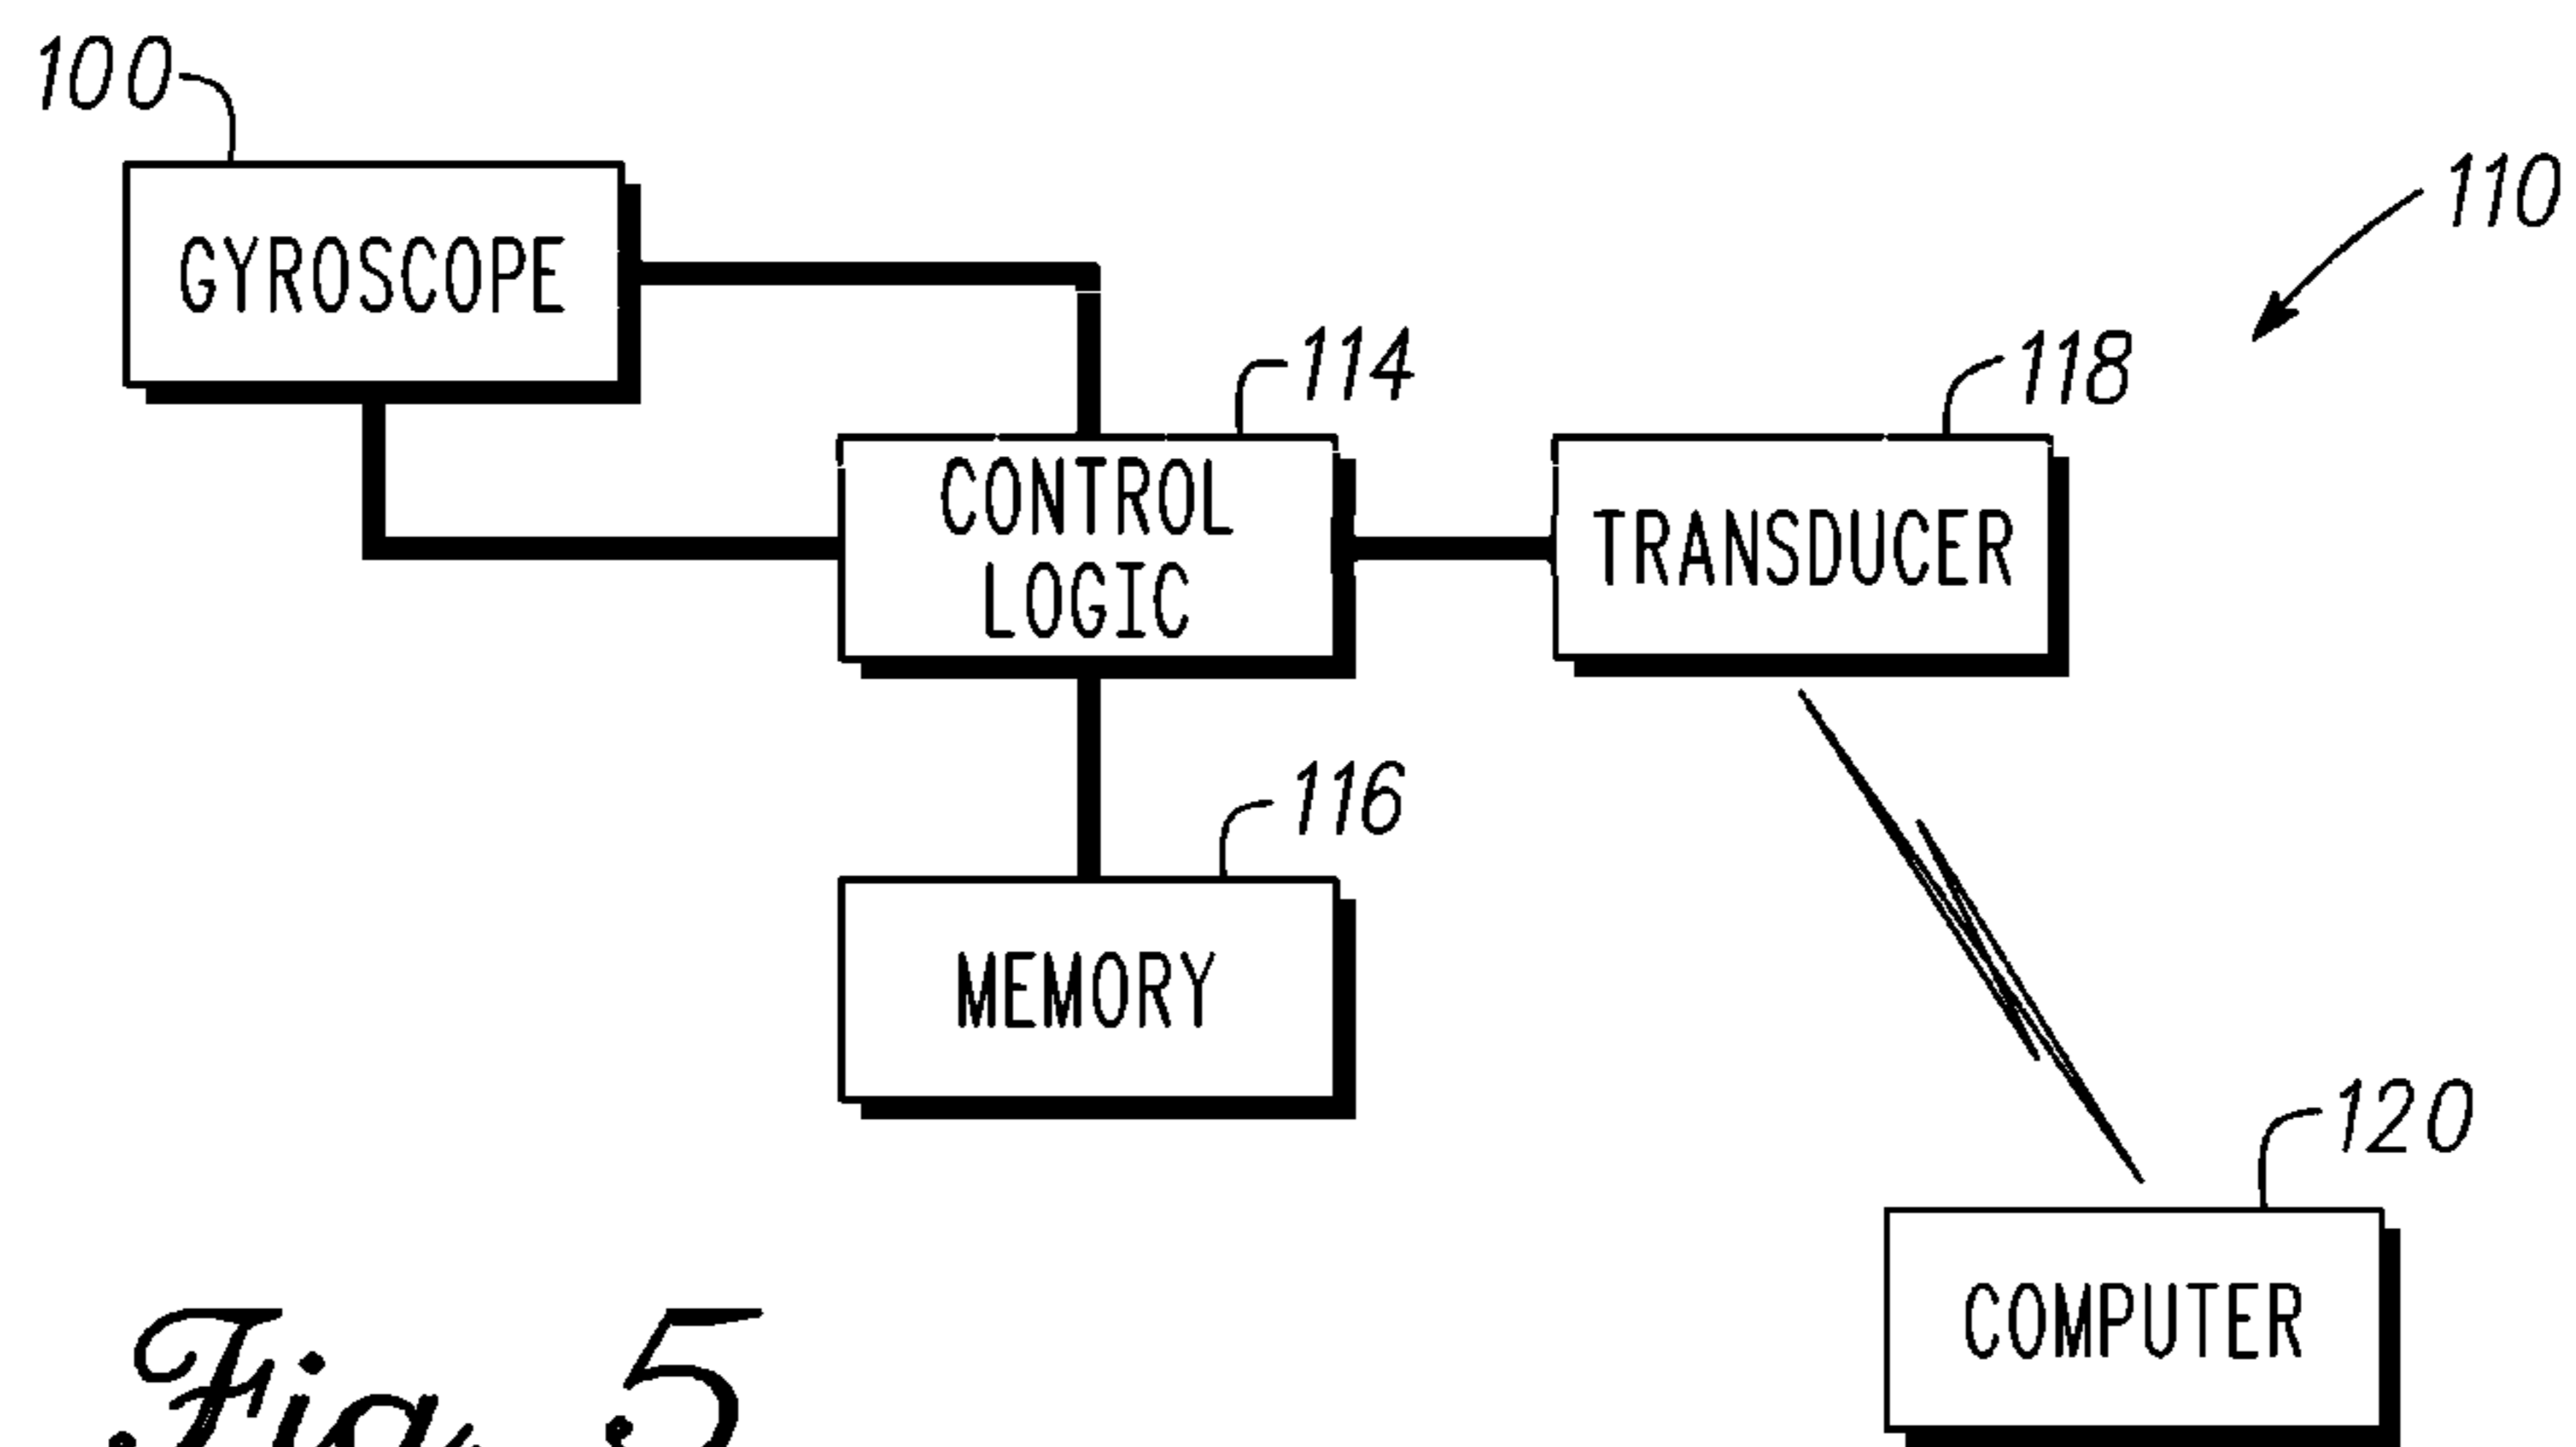 100
GYROSCOPE
110
114
118
CONTROL
LOGIC
TRANSDUCER
116
MEMORY
120
COMPUTER
Fig. 5